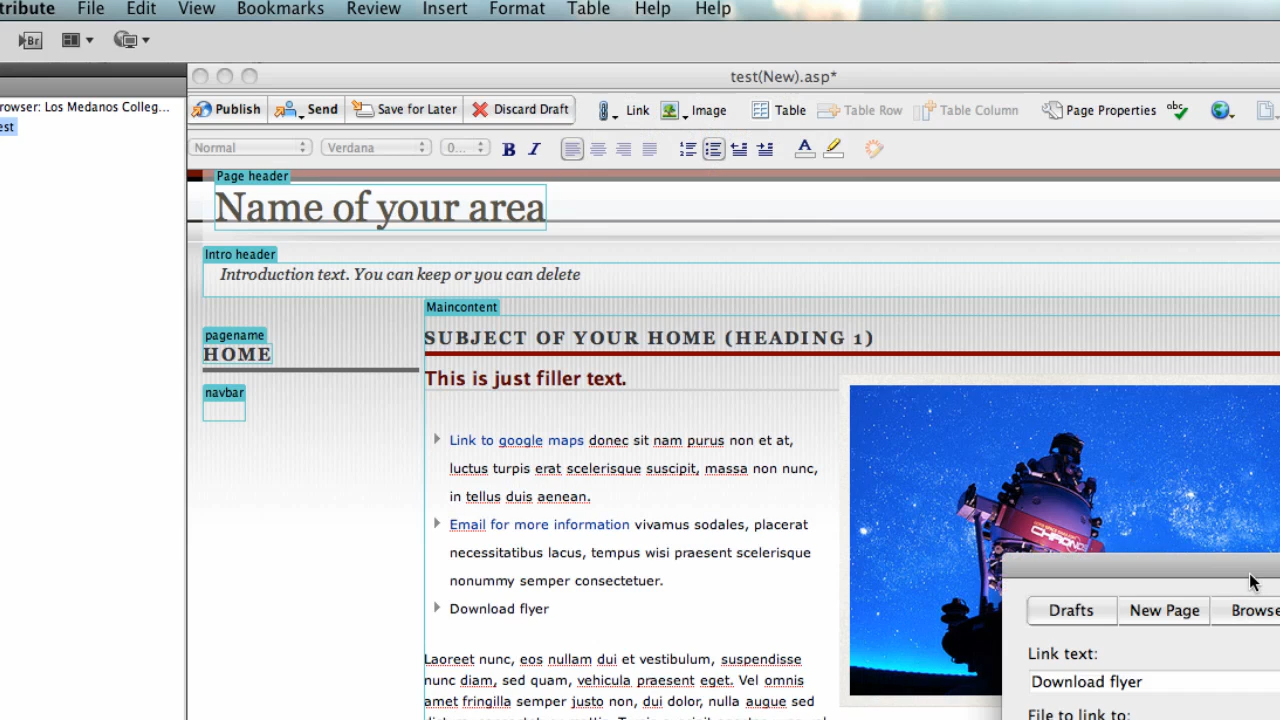 tribute File Edit View Bookmarks Review Insert Format Table Help Help
Br
test(New).asp*
rowser: Los Medanos Colleg...
est
Publish Send Save for Later Discard Draft Link Image Table Table Row Table Column Page Properties abc
Normal Verdana 0... B I A
Page header
Name of your area
Intro header
Introduction text. You can keep or you can delete
Maincontent
pagename
HOME
navbar
SUBJECT OF YOUR HOME (HEADING 1)
This is just filler text.
Link to google maps donec sit nam purus non et at,
luctus turpis erat scelerisque suscipit, massa non nunc,
in tellus duis aenean.
Email for more information vivamus sodales, placerat
necessitatibus lacus, tempus wisi praesent scelerisque
nonummy semper consectetuer.
Download flyer
Laoreet nunc, eos nullam dui et vestibulum, suspendisse
nunc diam, sed quam, vehicula praesent eget. Vel omnis
amet fringilla semper justo non, dui dolor, nulla augue sed
CHRONO
Drafts New Page Browse
Link text:
Download flyer
File to link to: